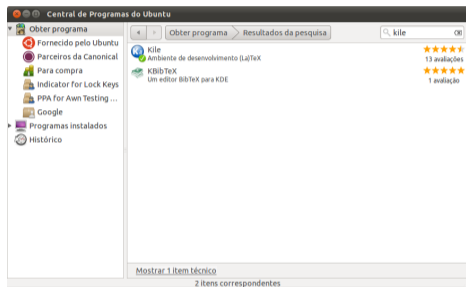 Central de Programas do Ubuntu
Obter programa
Fornecido pelo Ubuntu
Parceiros da Canonical
Para compra
Indicator for Lock Keys
PPA for Awn Testing ...
Google
Programas instalados
Histórico
Obter programa
Resultados da pesquisa
kile
Kile
Ambiente de desenvolvimento (La)TeX
13 avaliações
KBibTeX
Um editor BibTeX para KDE
1 avaliação
Mostrar 1 item técnico
2 itens correspondentes